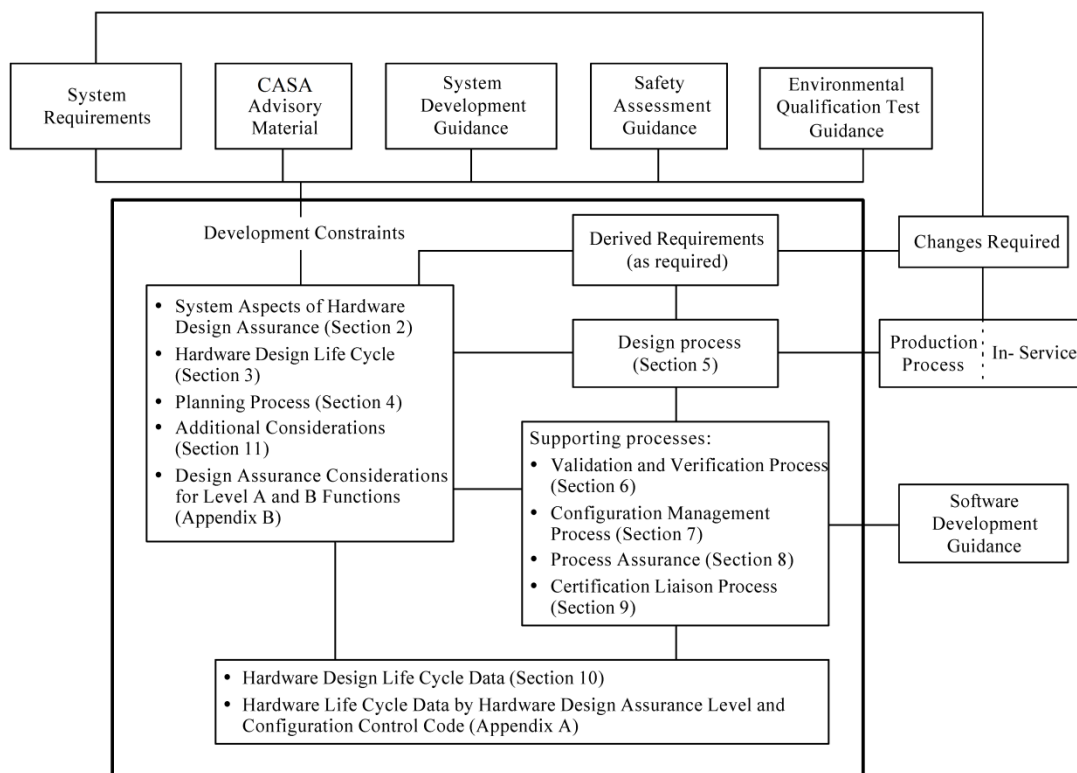 System
Requirements
CASA
Advisory
Material
System
Development
Guidance
Safety
Assessment
Guidance
Environmental
Qualification Test
Guidance
Development Constraints
Derived Requirements
(as required)
Changes Required
• System Aspects of Hardware
Design Assurance (Section 2)
• Hardware Design Life Cycle
(Section 3)
• Planning Process (Section 4)
• Additional Considerations
(Section 11)
• Design Assurance Considerations
for Level A and B Functions
(Appendix B)
Design process
(Section 5)
Production
Process
In- Service
Supporting processes:
• Validation and Verification Process
(Section 6)
• Configuration Management
Process (Section 7)
• Process Assurance (Section 8)
• Certification Liaison Process
(Section 9)
Software
Development
Guidance
• Hardware Design Life Cycle Data (Section 10)
• Hardware Life Cycle Data by Hardware Design Assurance Level and
Configuration Control Code (Appendix A)